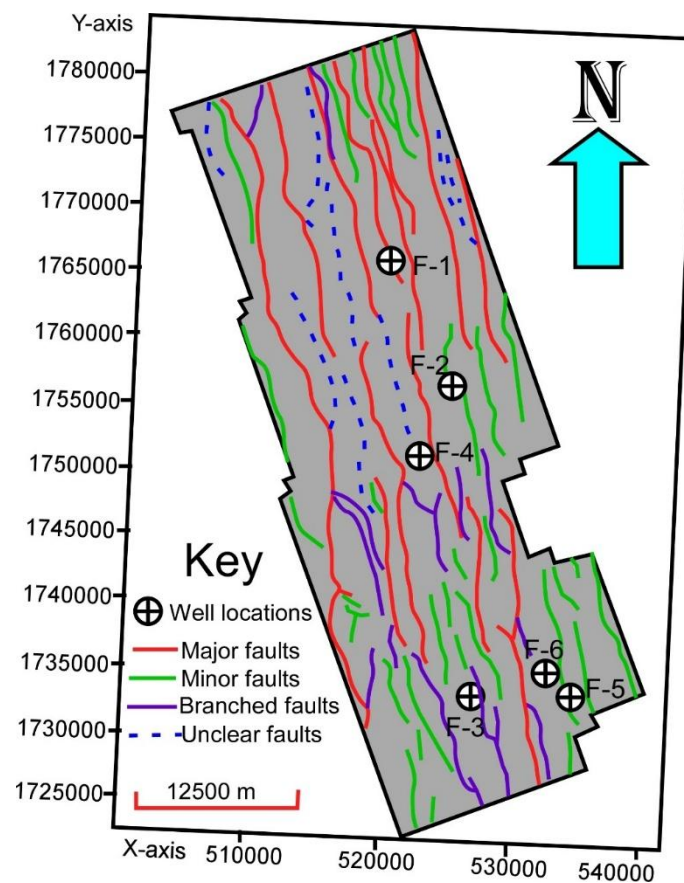 Y-axis
1780000
N
1775000
1770000
1765000
F-1
1760000
F-2
1755000
F-4
1750000
1745000
Key
1740000
Well locations
Major faults
1735000
F-6
Minor faults
F-5
Branched faults
F-3
1730000
Unclear faults
12500 m
1725000
X-axis
510000
520000
530000
540000